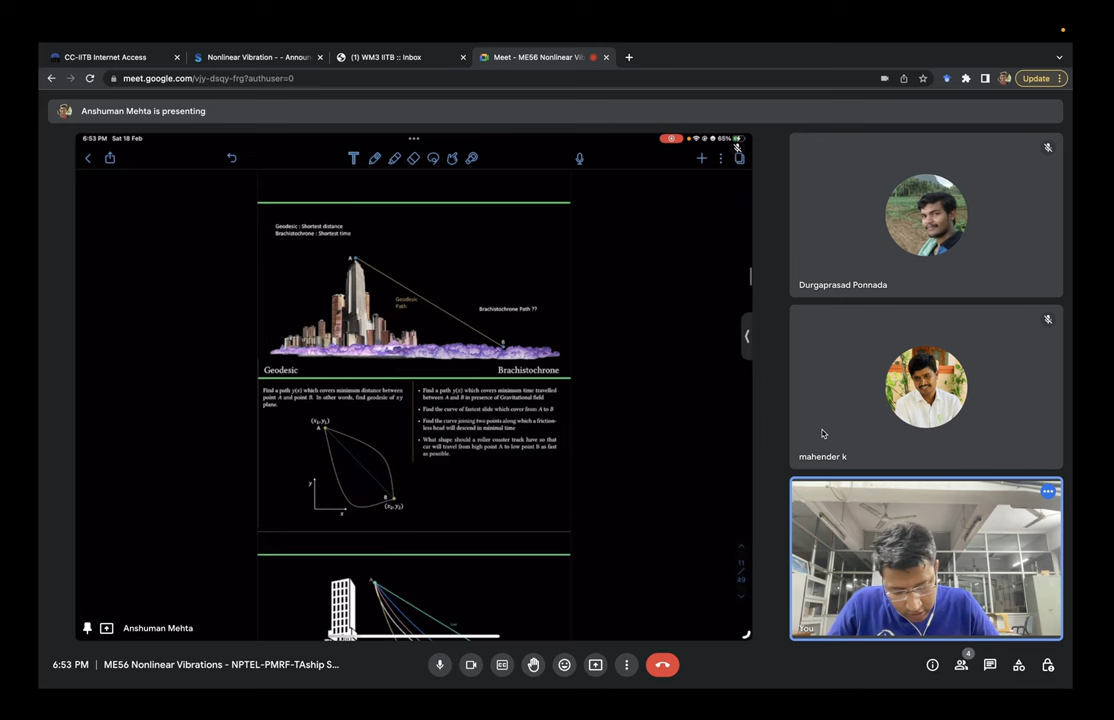 CC-IITB Internet Access
Nonlinear Vibration - - Announ
(1) WM3 IITB :: Inbox
Meet - ME56 Nonlinear Vib
meet.google.com/vjy-dsqy-frg?authuser=0
Update
Anshuman Mehta is presenting
6:53 PM Sat 18 Feb
65%
Geodesic : Shortest distance
Brachistochrone : Shortest time
A
Geodesic
Path
Brachistochrone Path ??
B
Geodesic
Brachistochrone
Find a path y(x) which covers minimum distance between
point A and point B. In other words, find geodesic of xy
plane.
(x₁,y₁)
A
y
x
B
(x₂,y₂)
• Find a path y(x) which covers minimum time travelled
between A and B in presence of Gravitational field
• Find the curve of fastest slide which cover from A to B
• Find the curve joining two points along which a friction-
less bead will descend in minimal time
• What shape should a roller coaster track have so that
car will travel from high point A to low point B as fast
as possible.
A
11
/
49
Anshuman Mehta
Durgaprasad Ponnada
mahender k
You
6:53 PM | ME56 Nonlinear Vibrations - NPTEL-PMRF-TAship S...
CC
4